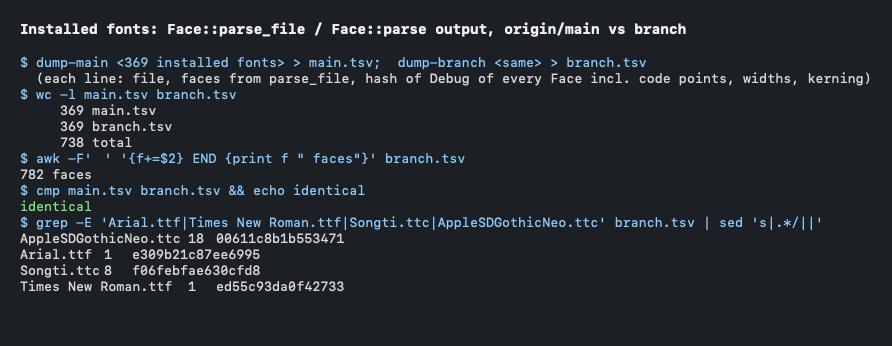 Installed fonts: Face::parse_file / Face::parse output, origin/main vs branch
$ dump-main <369 installed fonts> > main.tsv;  dump-branch <same> > branch.tsv
  (each line: file, faces from parse_file, hash of Debug of every Face incl. code points, widths, kerning)
$ wc -l main.tsv branch.tsv
     369 main.tsv
     369 branch.tsv
     738 total
$ awk -F'	' '{f+=$2} END {print f " faces"}' branch.tsv
782 faces
$ cmp main.tsv branch.tsv && echo identical
identical
$ grep -E 'Arial.ttf|Times New Roman.ttf|Songti.ttc|AppleSDGothicNeo.ttc' branch.tsv | sed 's|.*/||'
AppleSDGothicNeo.ttc	18	00611c8b1b553471
Arial.ttf	1	e309b21c87ee6995
Songti.ttc	8	f06febfae630cfd8
Times New Roman.ttf	1	ed55c93da0f42733